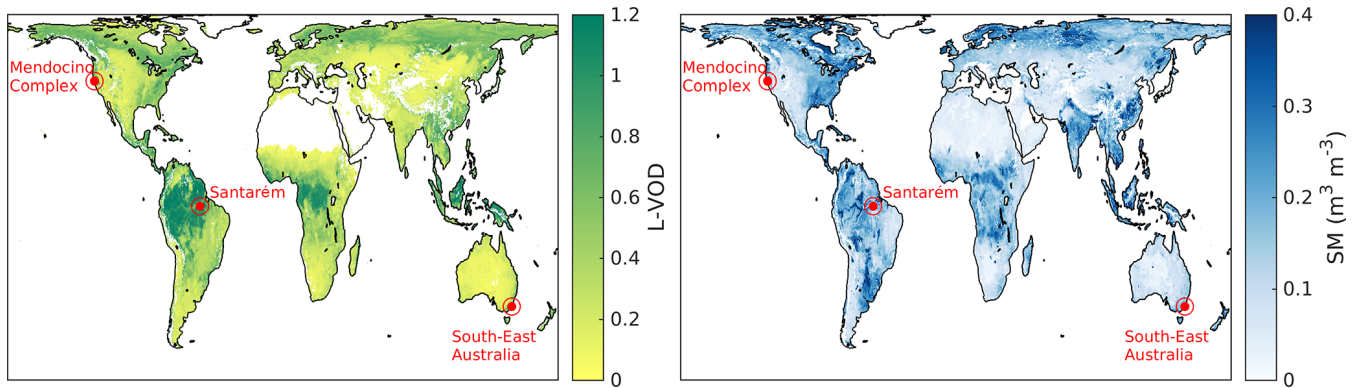 Mendocino
Complex
Santarém
South-East
Australia
1.2
1
0.8
0.6
0.4
0.2
0
L-VOD
Mendocino
Complex
Santarém
South-East
Australia
0.4
0.3
0.2
0.1
0
SM (m³ m⁻³)